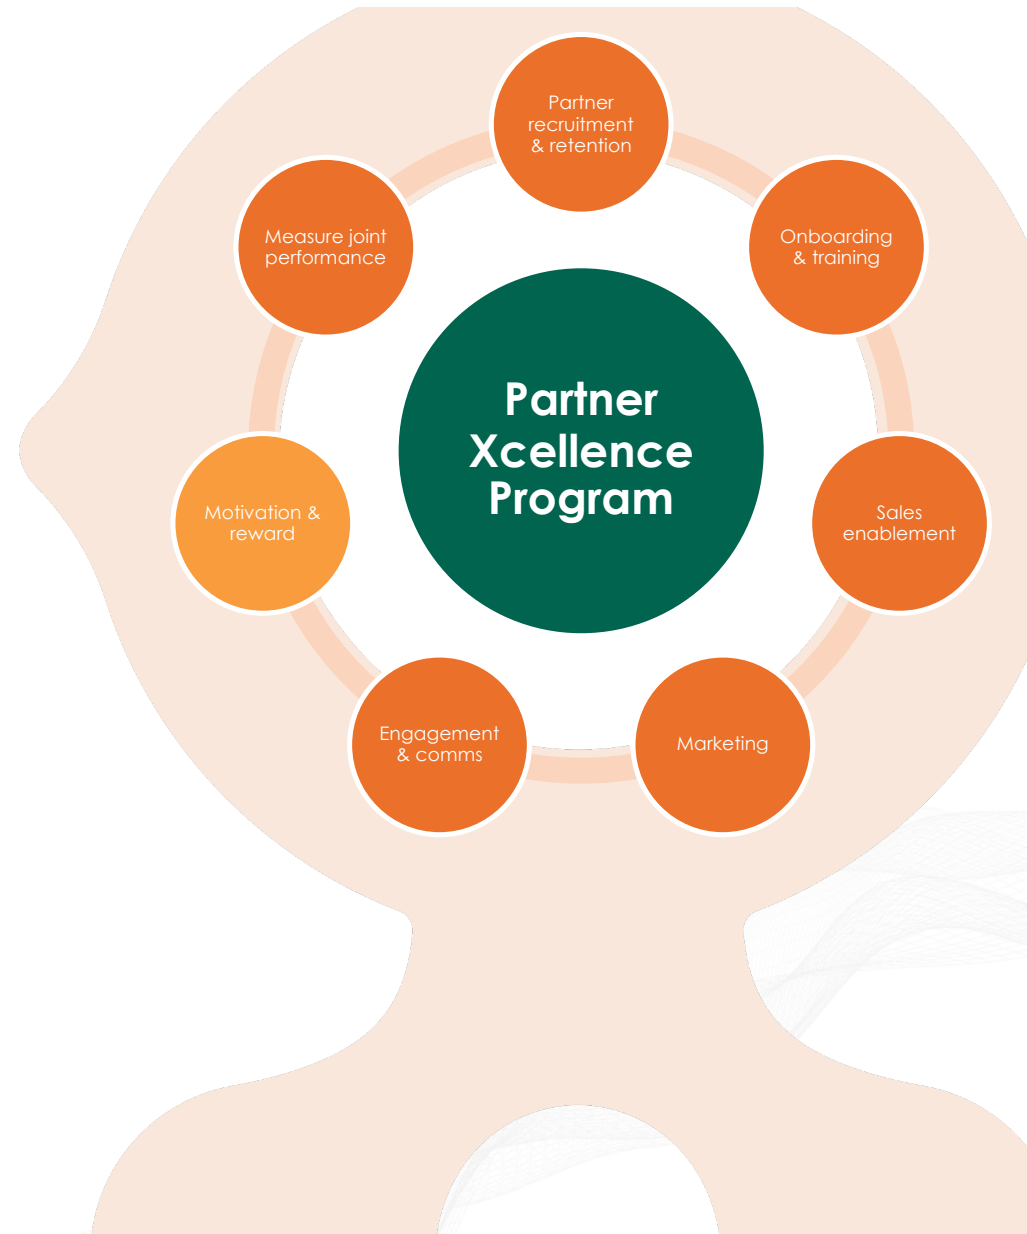 Partner
recruitment
& retention
Onboarding
& training
Sales
enablement
Marketing
Engagement
& comms
Motivation &
reward
Measure joint
performance
Partner
Xcellence
Program